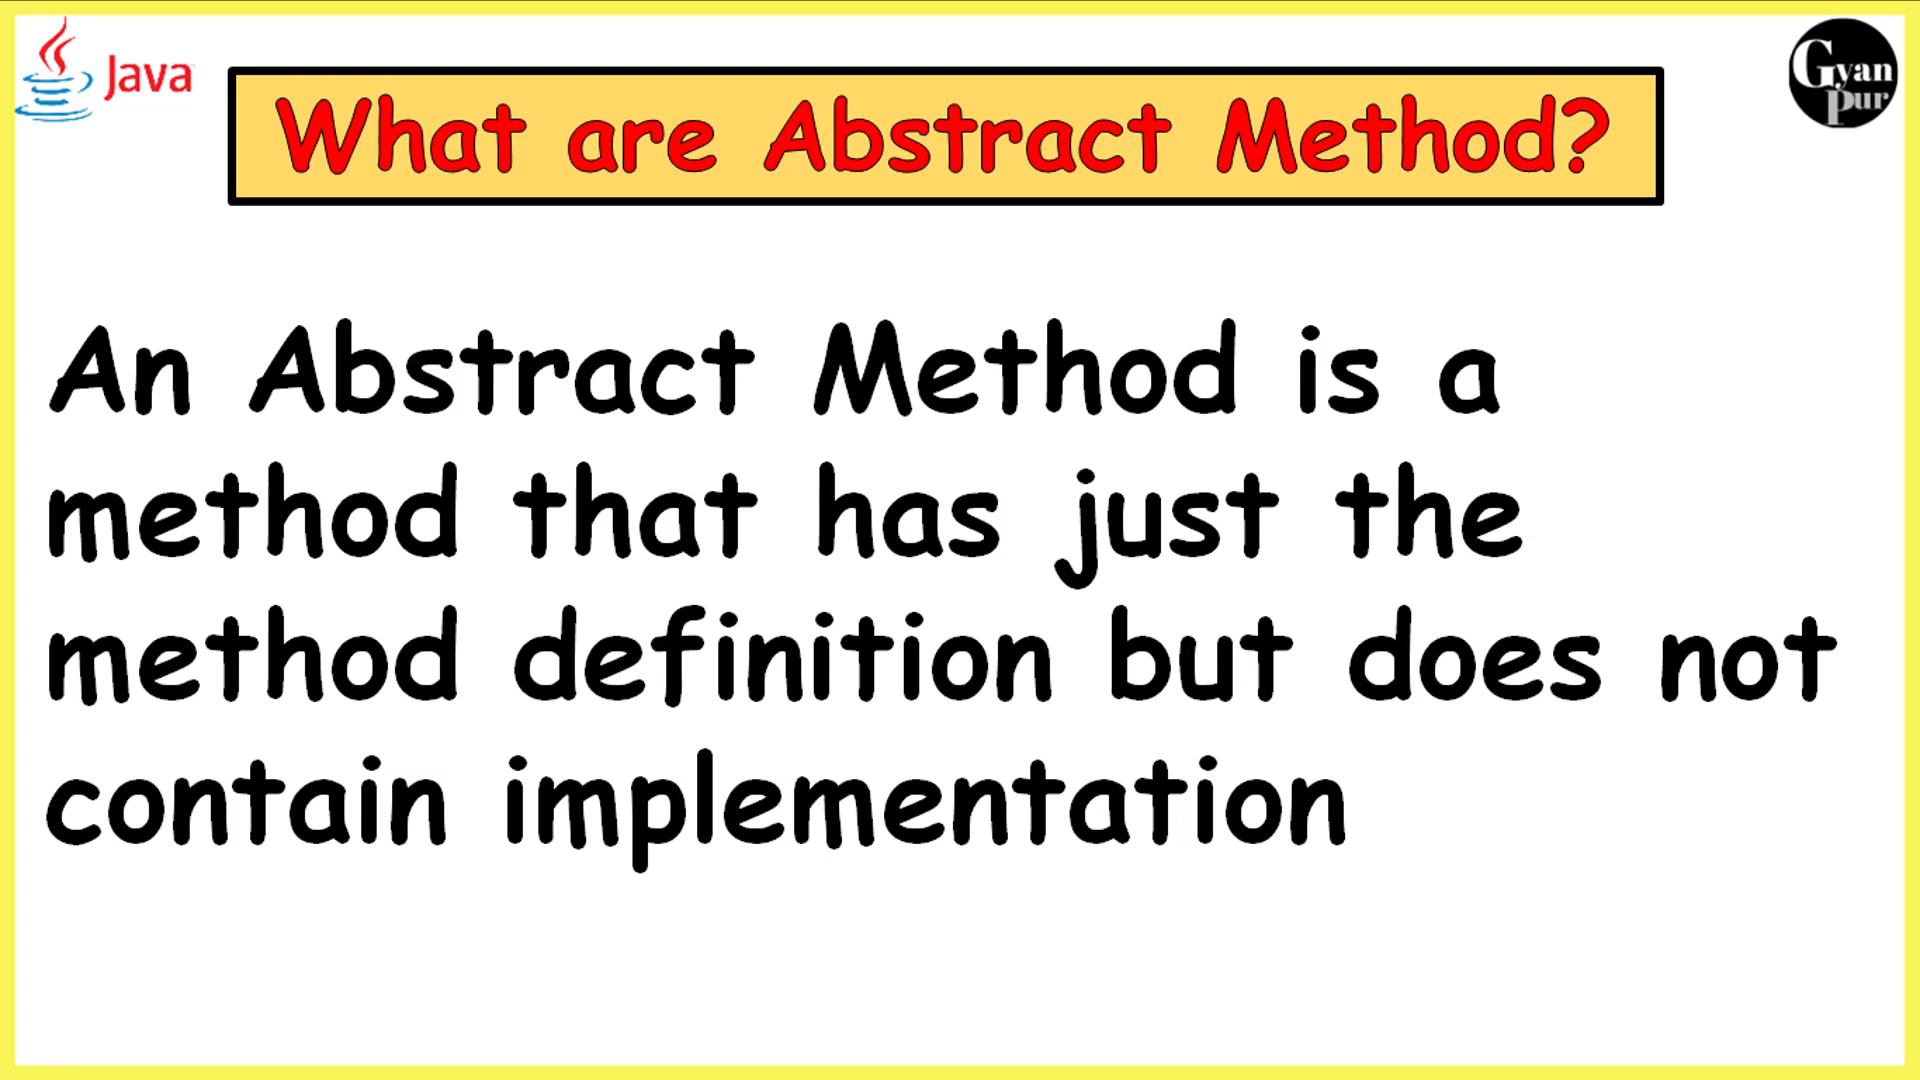 Java
Gyan
Pur
What are Abstract Method?
An Abstract Method is a
method that has just the
method definition but does not
contain implementation